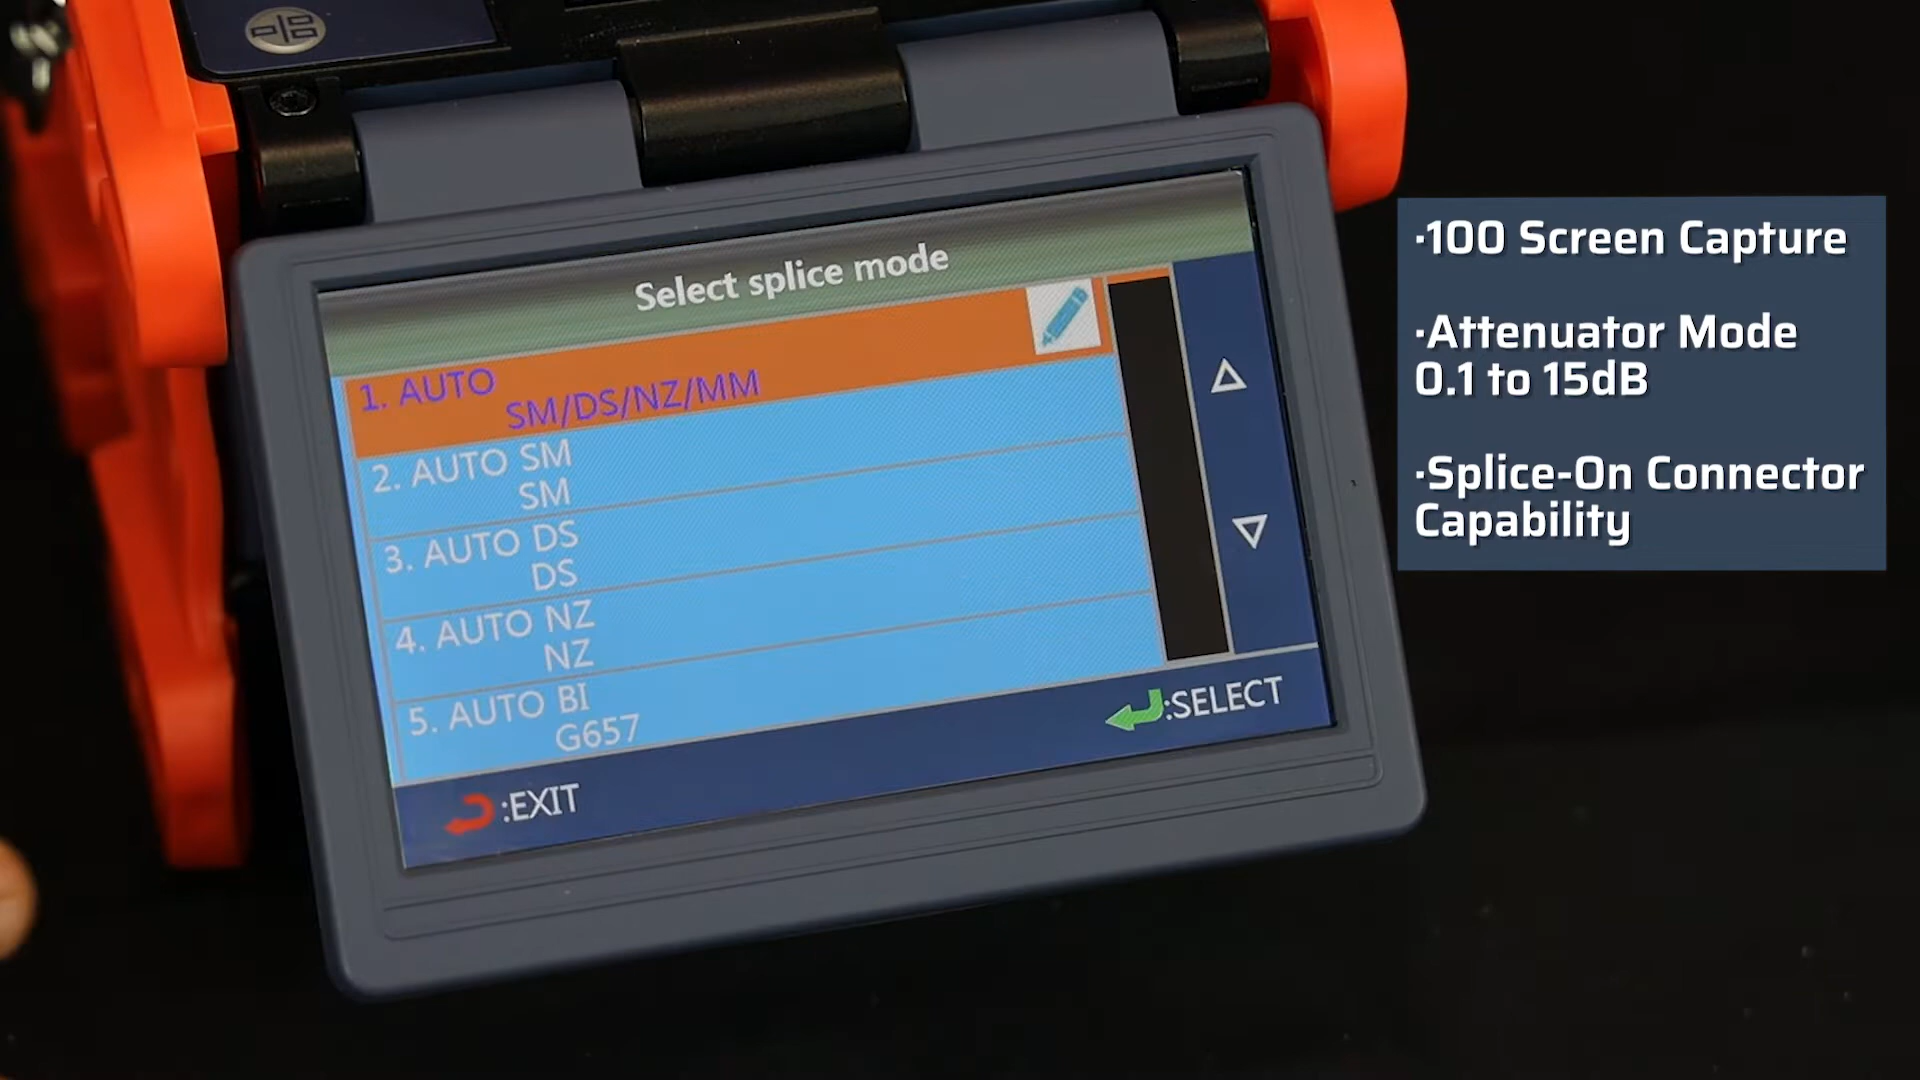 Select splice mode
1. AUTO
SM/DS/NZ/MM
2. AUTO SM
SM
3. AUTO DS
DS
4. AUTO NZ
NZ
5. AUTO BI
G657
:EXIT
:SELECT
·100 Screen Capture
·Attenuator Mode
0.1 to 15dB
·Splice-On Connector
Capability